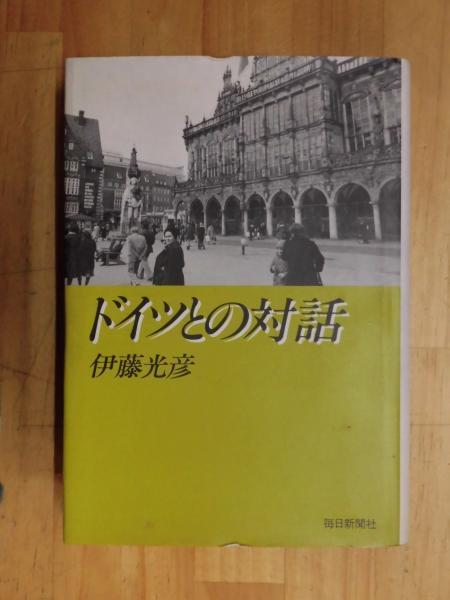 ドイツとの対話
伊藤光彦
毎日新聞社